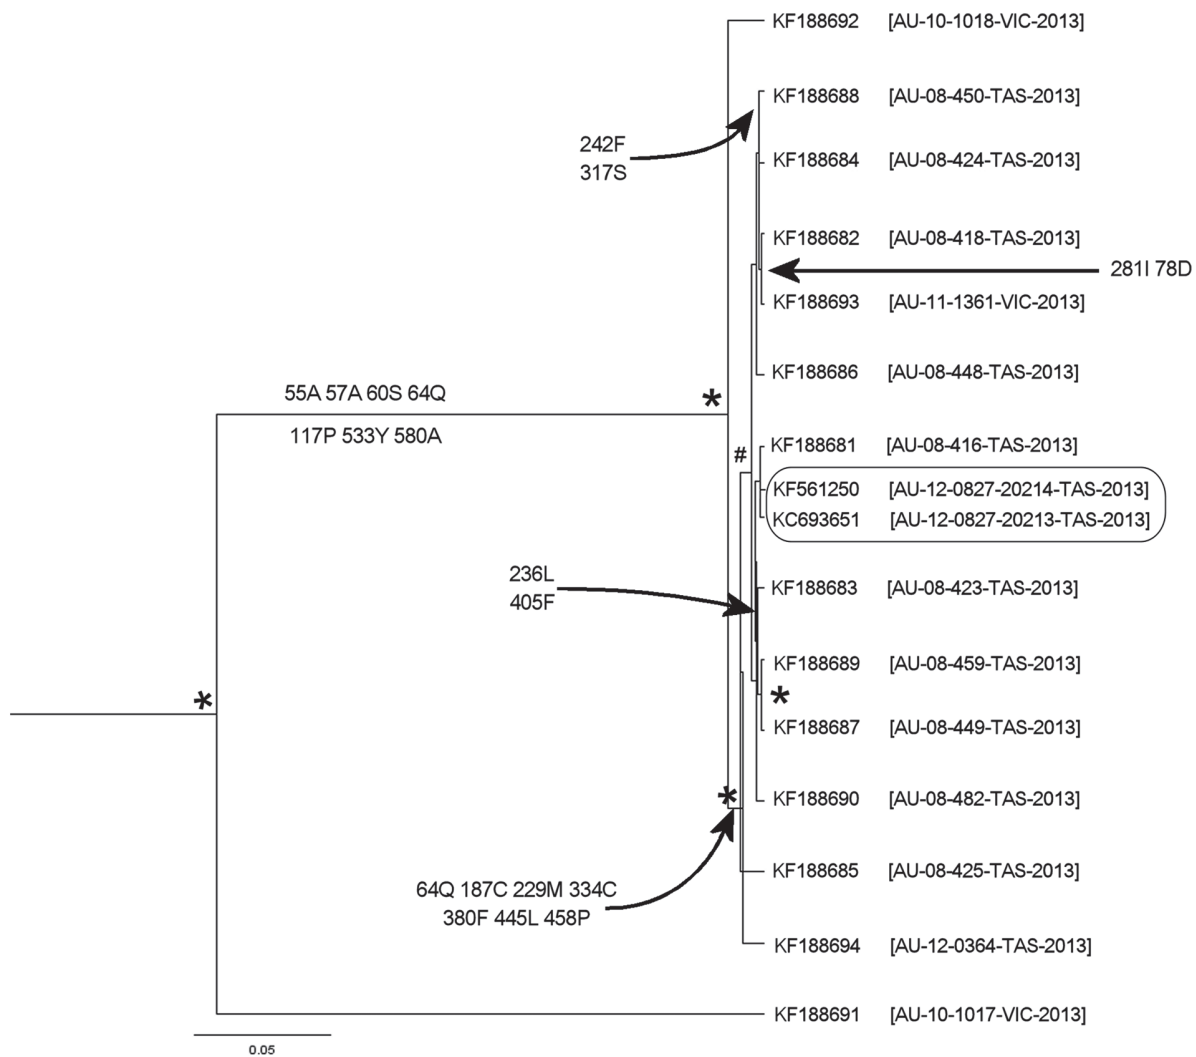 KF188692 [AU-10-1018-VIC-2013]
KF188688 [AU-08-450-TAS-2013]
242F
317S
KF188684 [AU-08-424-TAS-2013]
KF188682 [AU-08-418-TAS-2013]
281I 78D
KF188693 [AU-11-1361-VIC-2013]
KF188686 [AU-08-448-TAS-2013]
55A 57A 60S 64Q
*
117P 533Y 580A
KF188681 [AU-08-416-TAS-2013]
#
KF561250 [AU-12-0827-20214-TAS-2013]
KC693651 [AU-12-0827-20213-TAS-2013]
236L
405F
KF188683 [AU-08-423-TAS-2013]
KF188689 [AU-08-459-TAS-2013]
*
*
KF188687 [AU-08-449-TAS-2013]
*
KF188690 [AU-08-482-TAS-2013]
KF188685 [AU-08-425-TAS-2013]
64Q 187C 229M 334C
380F 445L 458P
KF188694 [AU-12-0364-TAS-2013]
KF188691 [AU-10-1017-VIC-2013]
0.05